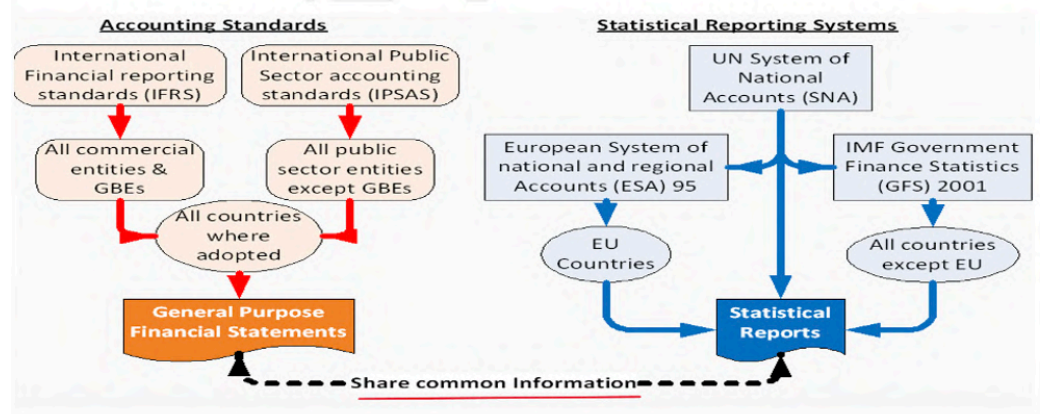 Accounting Standards
International
Financial reporting
standards (IFRS)
International Public
Sector accounting
standards (IPSAS)
All commercial
entities &
GBEs
All public
sector entities
except GBEs
All countries
where
adopted
General Purpose
Financial Statements
Statistical Reporting Systems
UN System of
National
Accounts (SNA)
European System of
national and regional
Accounts (ESA) 95
IMF Government
Finance Statistics
(GFS) 2001
EU
Countries
All countries
except EU
Statistical
Reports
Share common Information